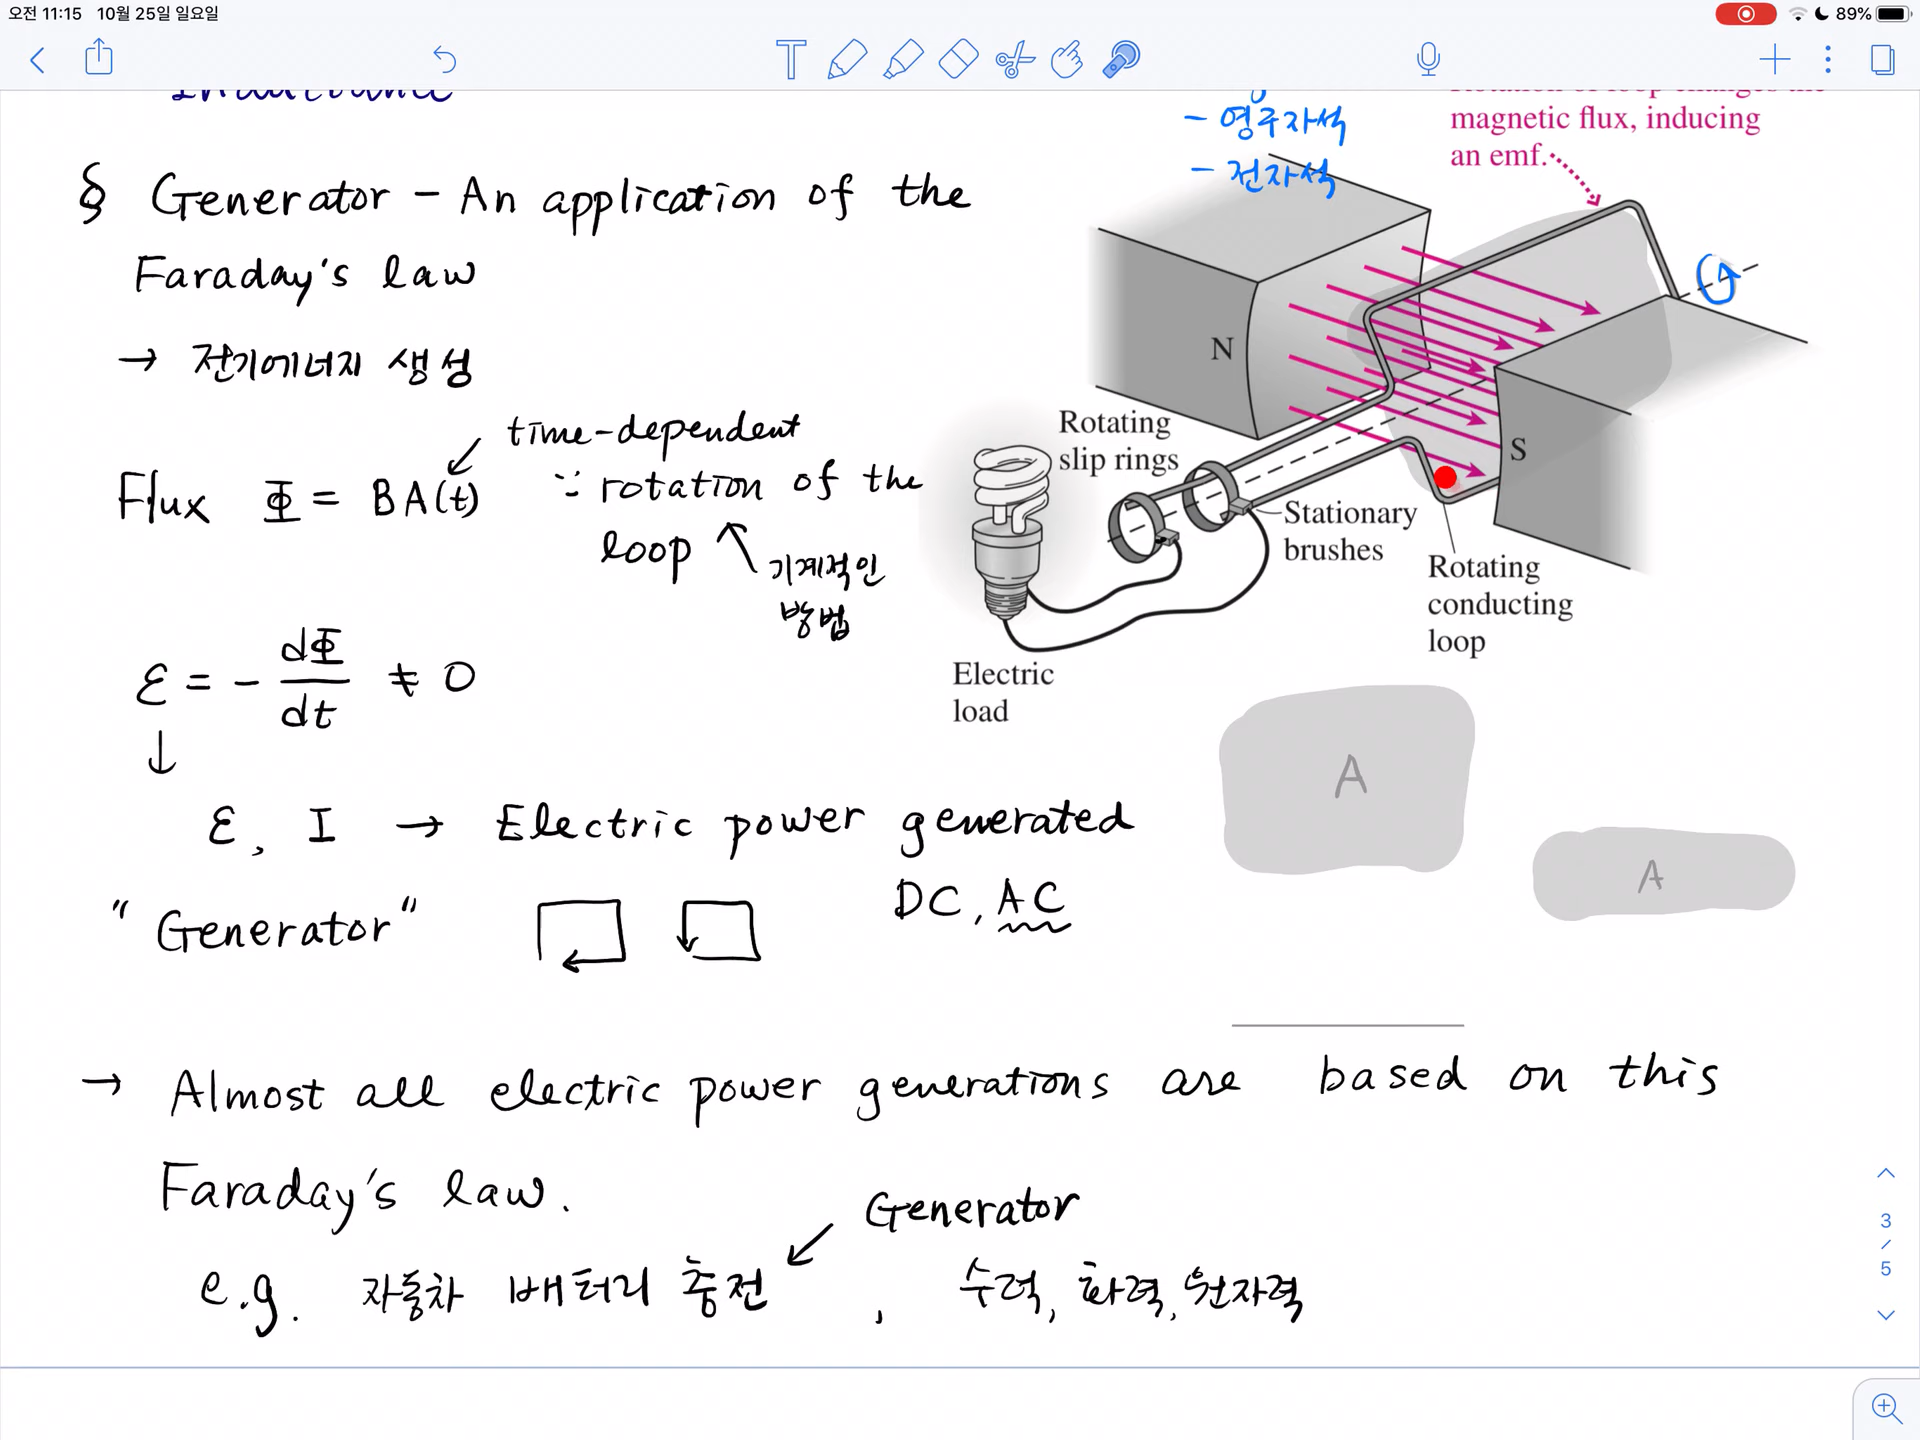 오전 11:15 10월 25일 일요일
89%
- 영구자석
- 전자석
magnetic flux, inducing
an emf.
§ Generator - An application of the
Faraday's law
→ 전기에너지 생성
Flux Φ = BA(t)
time-dependent
∵ rotation of the
loop
기계적인
방법
ε = - dΦ/dt ≠ 0
↓
ε, I → Electric power generated
DC, AC
"Generator"
N
S
Rotating
slip rings
Stationary
brushes
Rotating
conducting
loop
Electric
load
A
A
→ Almost all electric power generations are based on this
Faraday's law.
Generator
e.g. 자동차 배터리 충전, 수력, 화력, 원자력
3
/
5